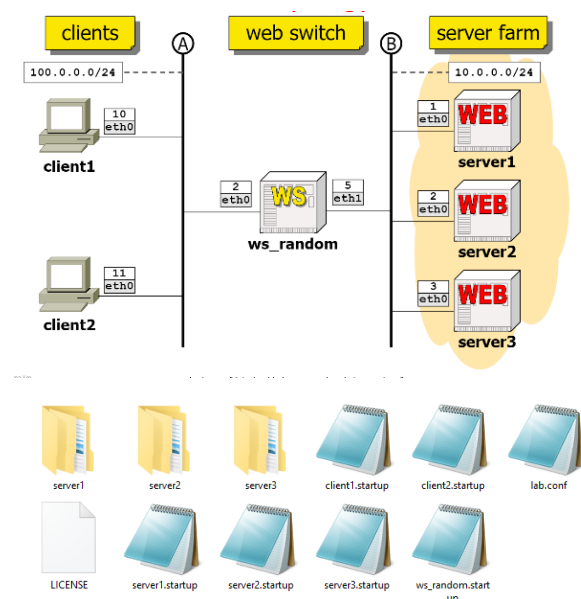 clients
A
web switch
B
server farm
100.0.0.0/24
10.0.0.0/24
10
eth0
client1
1
eth0
WEB
server1
2
eth0
WS
5
eth1
ws_random
2
eth0
WEB
server2
11
eth0
client2
3
eth0
WEB
server3
server1
server2
server3
client1.startup
client2.startup
lab.conf
LICENSE
server1.startup
server2.startup
server3.startup
ws_random.start
up